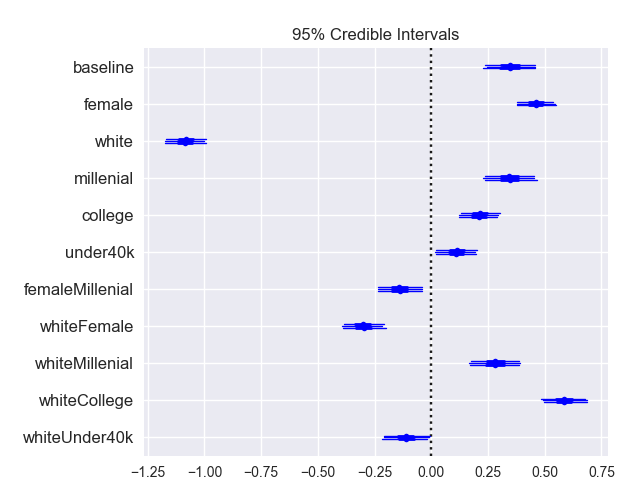 95% Credible Intervals
baseline
female
white
millenial
college
under40k
femaleMillenial
whiteFemale
whiteMillenial
whiteCollege
whiteUnder40k
−1.25 −1.00 −0.75 −0.50 −0.25 0.00 0.25 0.50 0.75